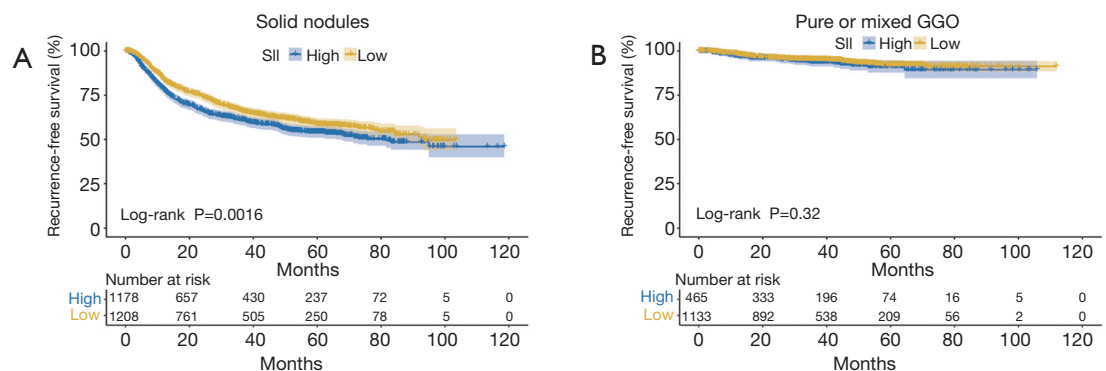 A
Solid nodules
SII High Low
Recurrence-free survival (%)
100
75
50
25
0
Log-rank P=0.0016
0 20 40 60 80 100 120
Months
Number at risk
High 1178 657 430 237 72 5 0
Low 1208 761 505 250 78 5 0
0 20 40 60 80 100 120
Months
B
Pure or mixed GGO
SII High Low
Recurrence-free survival (%)
100
75
50
25
0
Log-rank P=0.32
0 20 40 60 80 100 120
Months
Number at risk
High 465 333 196 74 16 5 0
Low 1133 892 538 209 56 2 0
0 20 40 60 80 100 120
Months